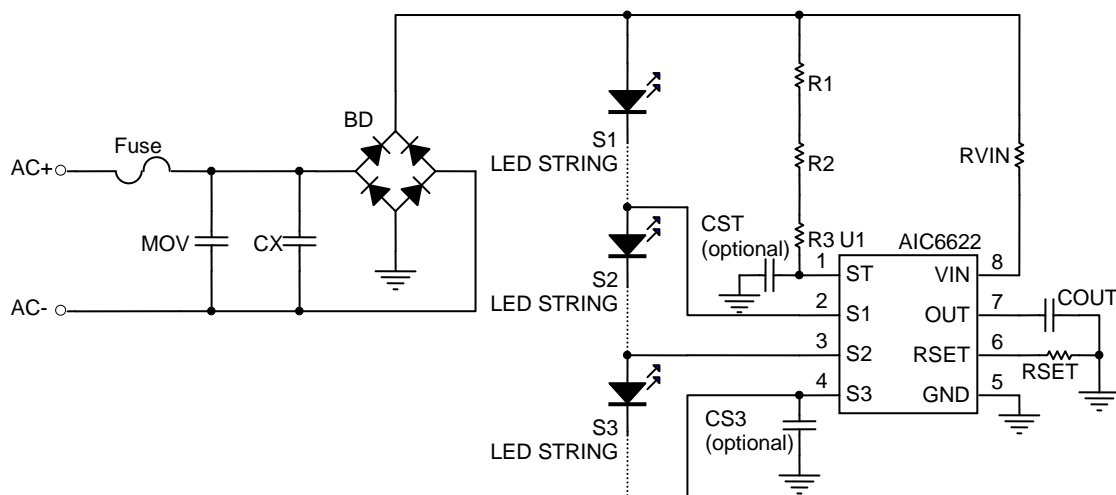 R1
BD
Fuse
S1
LED STRING
R2
RVIN
AC+
MOV
CX
CST
(optional)
R3
U1
AIC6622
1
ST
VIN
8
S2
LED STRING
2
S1
OUT
7
COUT
AC-
3
S2
RSET
6
RSET
4
S3
GND
5
S3
LED STRING
CS3
(optional)